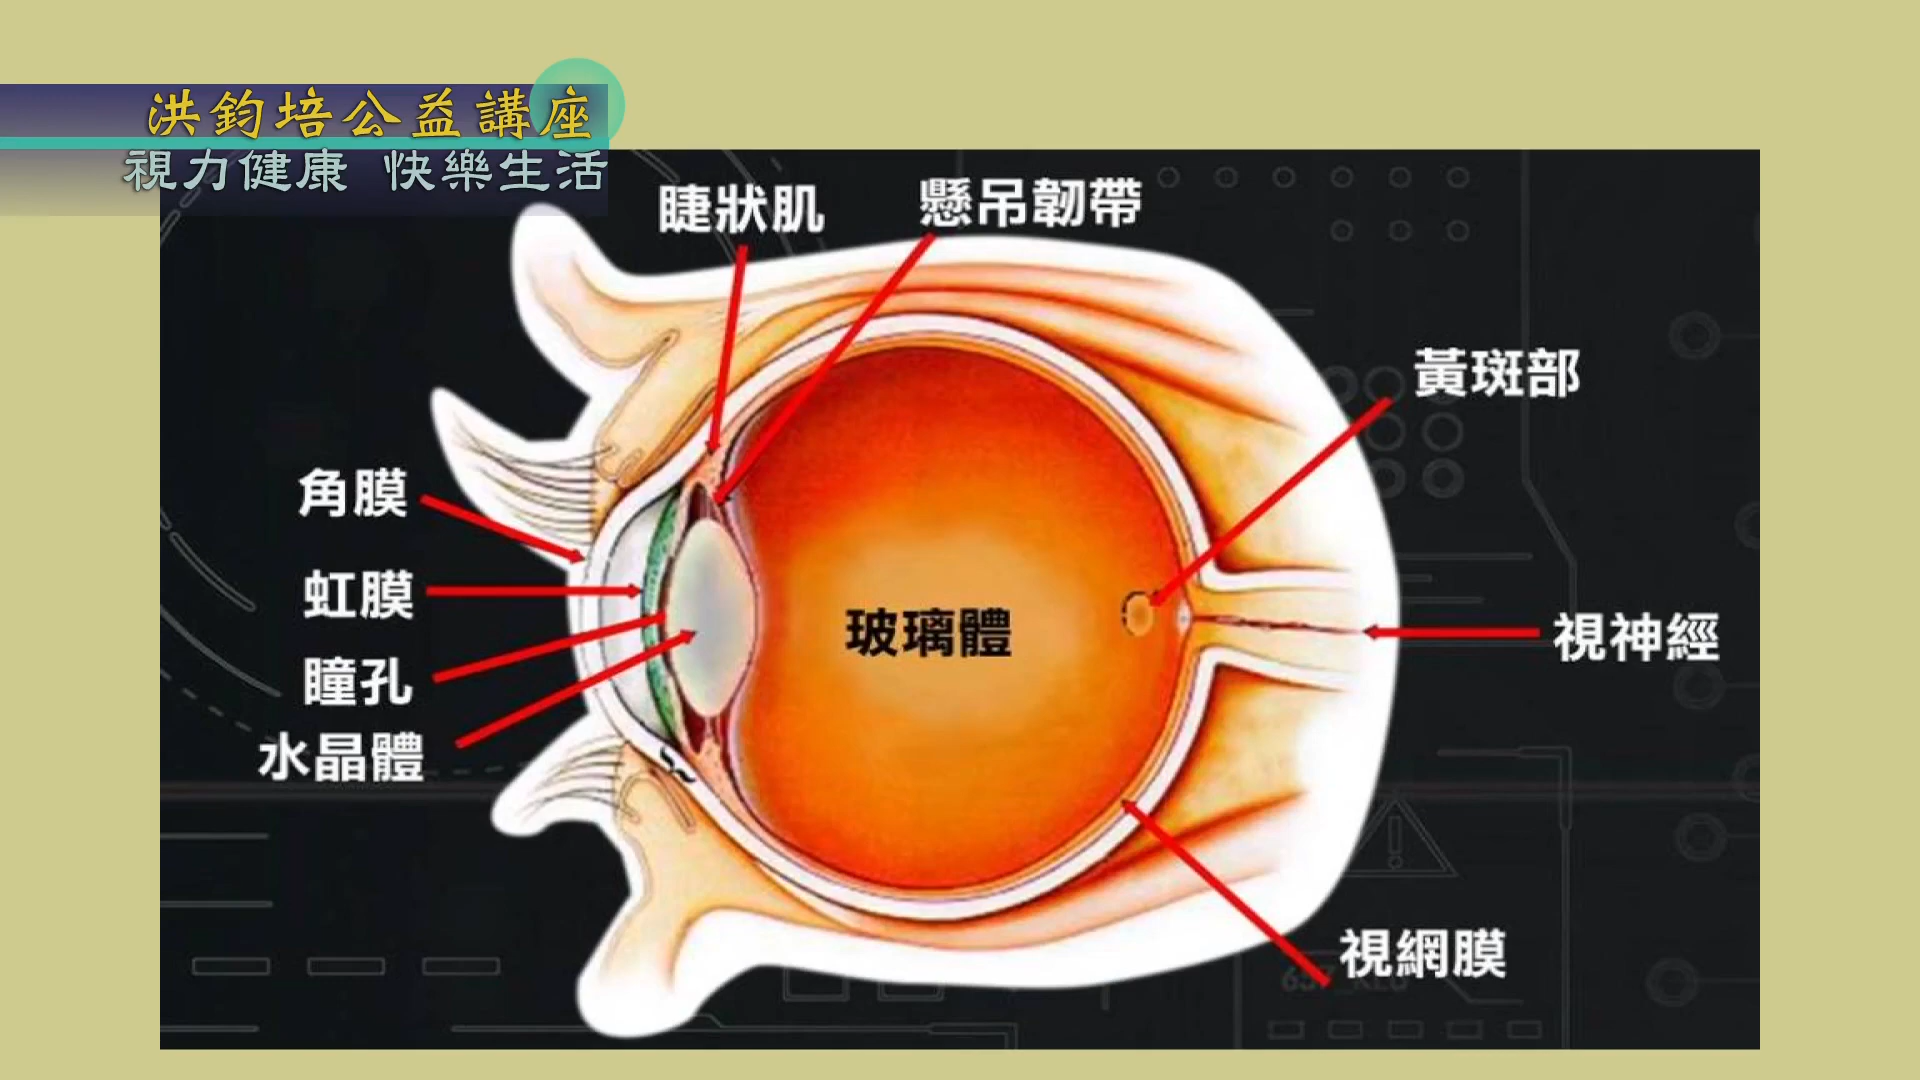 洪鈞培公益講座
視力健康 快樂生活
睫狀肌
懸吊韌帶
黃斑部
角膜
虹膜
瞳孔
水晶體
玻璃體
視神經
視網膜